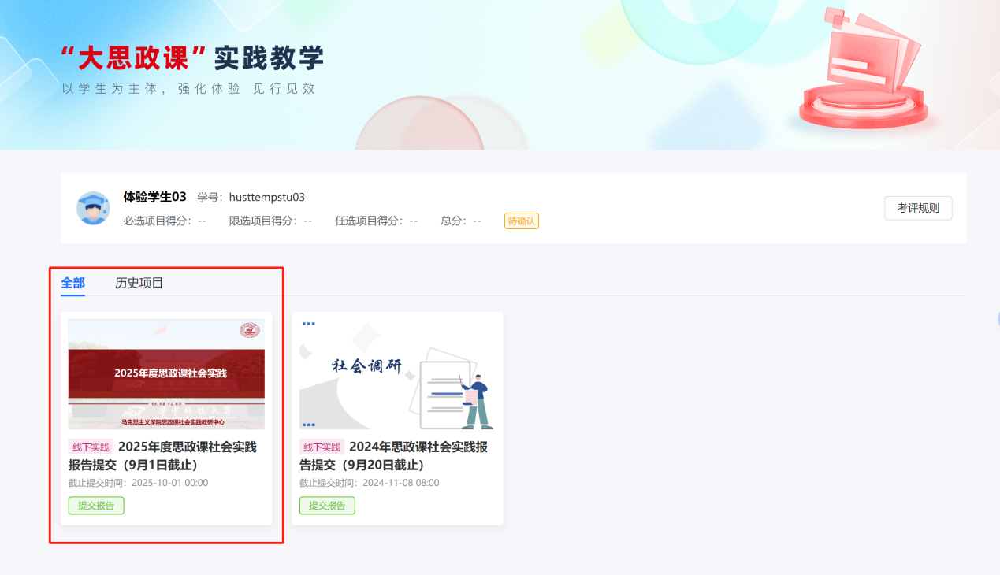 “大思政课”实践教学
以学生为主体，强化体验 见行见效
体验学生03 学号：husttempstu03
必选项目得分：-- 限选项目得分：-- 任选项目得分：-- 总分：-- 待确认
考评规则
全部 历史项目
2025年度思政课社会实践
马克思主义学院思政课社会实践教研中心
线下实践 2025年度思政课社会实践
报告提交（9月1日截止）
截止提交时间：2025-10-01 00:00
提交报告
社会调研
线下实践 2024年思政课社会实践报
告提交（9月20日截止）
截止提交时间：2024-11-08 08:00
提交报告